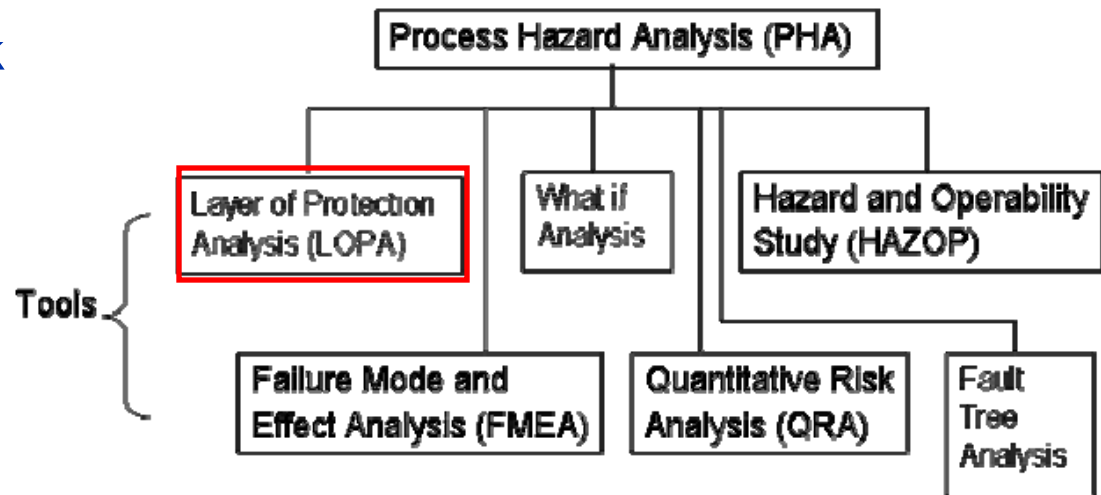 Process Hazard Analysis (PHA)
Layer of Protection
Analysis (LOPA)
What if
Analysis
Hazard and Operability
Study (HAZOP)
Tools
Failure Mode and
Effect Analysis (FMEA)
Quantitative Risk
Analysis (QRA)
Fault
Tree
Analysis